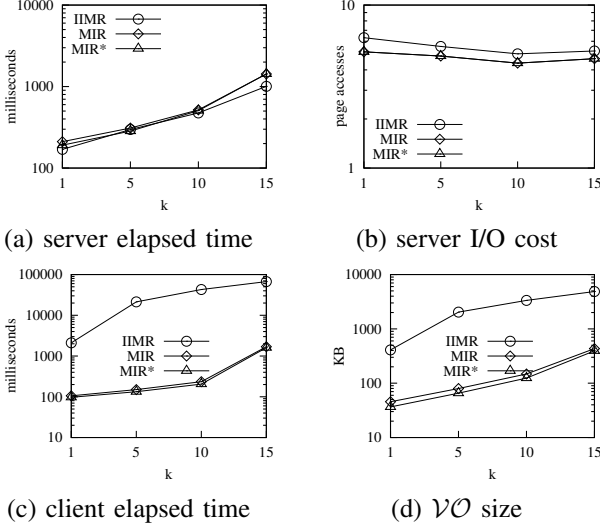 10000
1000
100
milliseconds
IIMR
MIR
MIR*
1 5 10 15
k
(a) server elapsed time
10
1
page accesses
IIMR
MIR
MIR*
1 5 10 15
k
(b) server I/O cost
100000
10000
1000
100
10
milliseconds
IIMR
MIR
MIR*
1 5 10 15
k
(c) client elapsed time
10000
1000
100
10
KB
IIMR
MIR
MIR*
1 5 10 15
k
(d) 𝒱𝒪 size